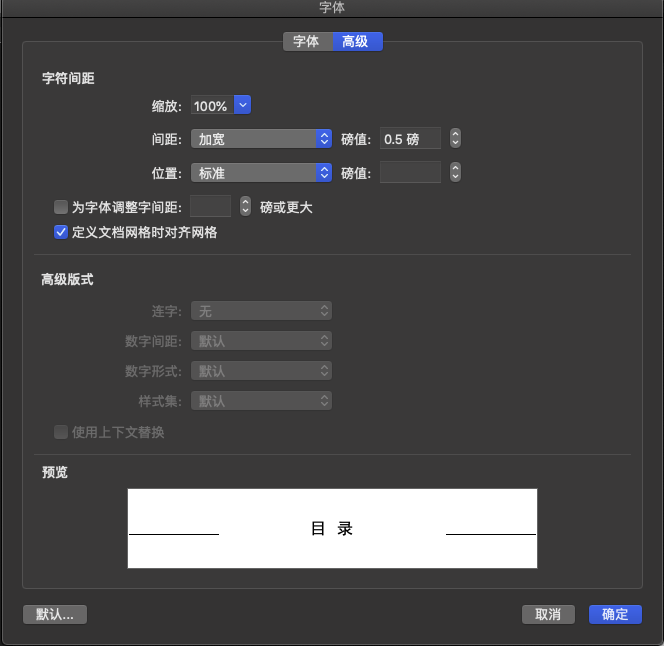 字体
字体 高级
字符间距
缩放: 100%
间距: 加宽 磅值: 0.5 磅
位置: 标准 磅值:
为字体调整字间距: 磅或更大
定义文档网格时对齐网格
高级版式
连字: 无
数字间距: 默认
数字形式: 默认
样式集: 默认
使用上下文替换
预览
目 录
默认... 取消 确定